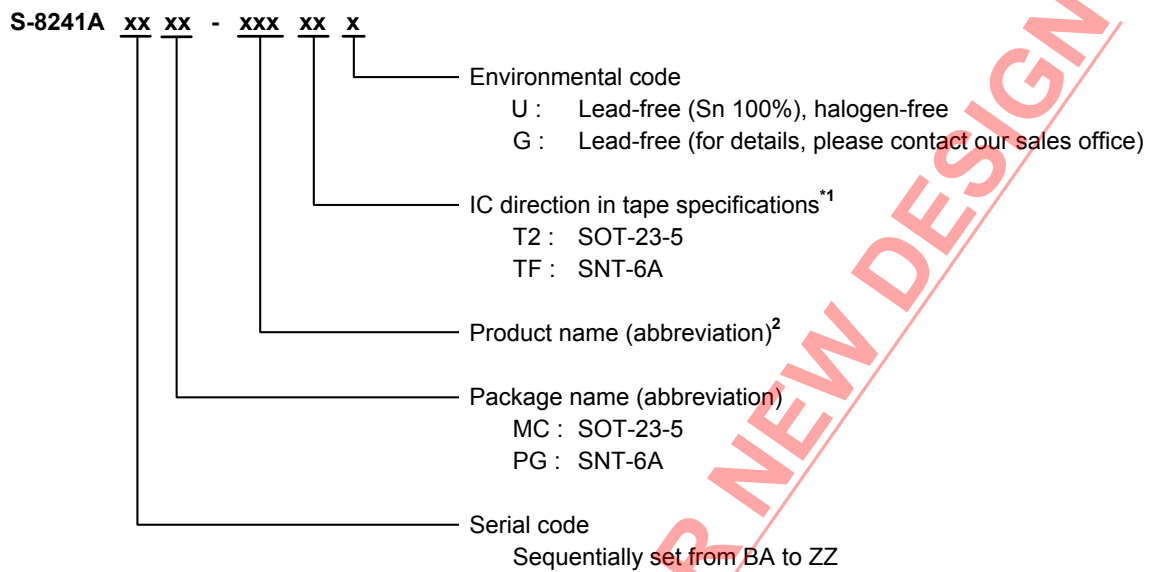 S-8241A xx xx - xxx xx x
Environmental code
U : Lead-free (Sn 100%), halogen-free
G : Lead-free (for details, please contact our sales office)
IC direction in tape specifications*1
T2 : SOT-23-5
TF : SNT-6A
Product name (abbreviation)2
Package name (abbreviation)
MC : SOT-23-5
PG : SNT-6A
Serial code
Sequentially set from BA to ZZ
R NEW DESIGN